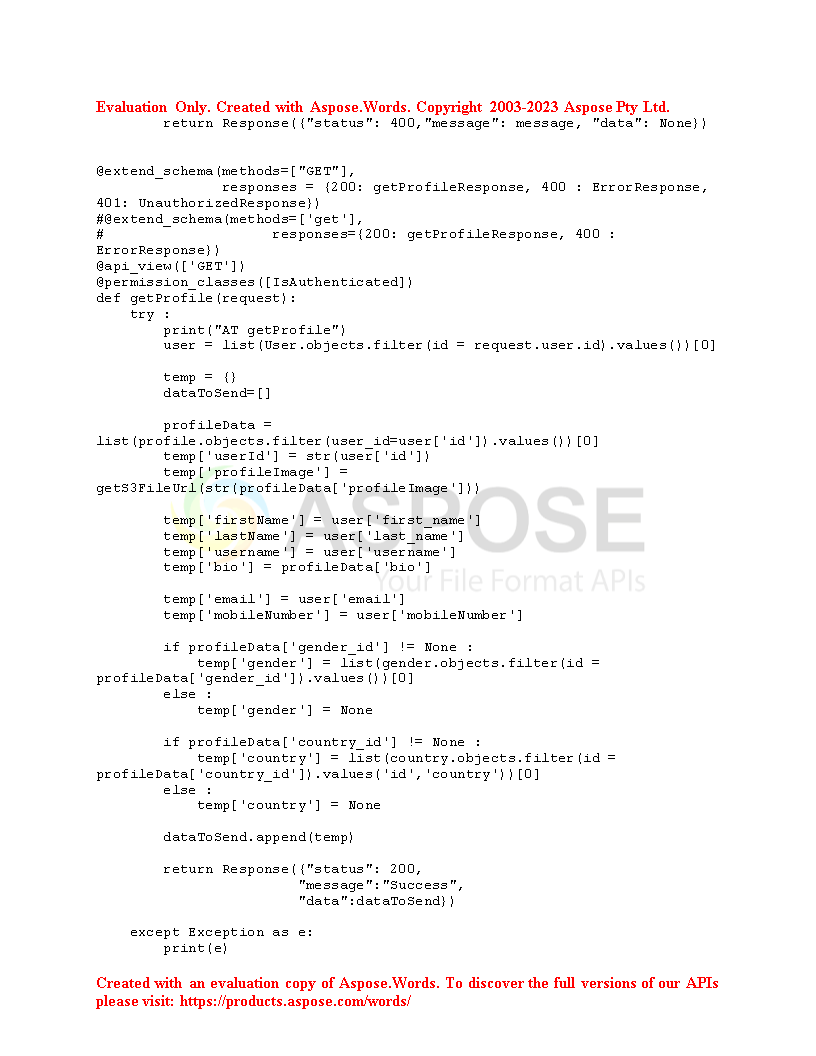 Evaluation Only. Created with Aspose.Words. Copyright 2003-2023 Aspose Pty Ltd.
        return Response({"status": 400,"message": message, "data": None})


@extend_schema(methods=["GET"],
               responses = {200: getProfileResponse, 400 : ErrorResponse,
401: UnauthorizedResponse})
#@extend_schema(methods=['get'],
#                    responses={200: getProfileResponse, 400 :
ErrorResponse})
@api_view(['GET'])
@permission_classes([IsAuthenticated])
def getProfile(request):
    try :
        print("AT getProfile")
        user = list(User.objects.filter(id = request.user.id).values())[0]

        temp = {}
        dataToSend=[]

        profileData =
list(profile.objects.filter(user_id=user['id']).values())[0]
        temp['userId'] = str(user['id'])
        temp['profileImage'] =
getS3FileUrl(str(profileData['profileImage']))

        temp['firstName'] = user['first_name']
        temp['lastName'] = user['last_name']
        temp['username'] = user['username']
        temp['bio'] = profileData['bio']
ASPOSE
Your File Format APIs

        temp['email'] = user['email']
        temp['mobileNumber'] = user['mobileNumber']

        if profileData['gender_id'] != None :
            temp['gender'] = list(gender.objects.filter(id =
profileData['gender_id']).values())[0]
        else :
            temp['gender'] = None

        if profileData['country_id'] != None :
            temp['country'] = list(country.objects.filter(id =
profileData['country_id']).values('id','country'))[0]
        else :
            temp['country'] = None

        dataToSend.append(temp)

        return Response({"status": 200,
                        "message":"Success",
                        "data":dataToSend})

    except Exception as e:
        print(e)

Created with an evaluation copy of Aspose.Words. To discover the full versions of our APIs
please visit: https://products.aspose.com/words/